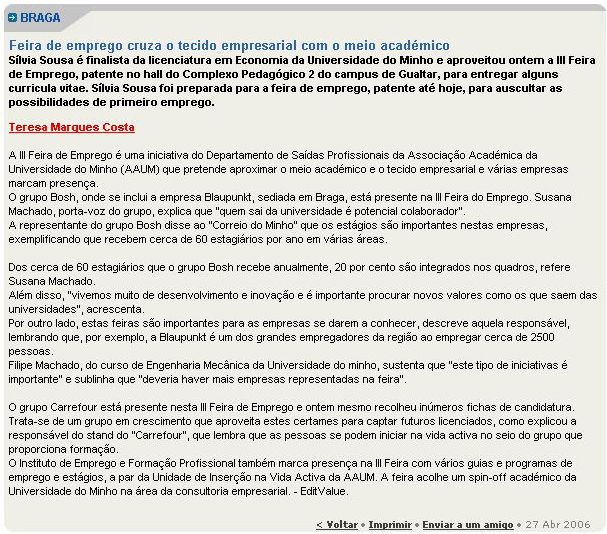 BRAGA
Feira de emprego cruza o tecido empresarial com o meio académico
Sílvia Sousa é finalista da licenciatura em Economia da Universidade do Minho e aproveitou ontem a III Feira
de Emprego, patente no hall do Complexo Pedagógico 2 do campus de Gualtar, para entregar alguns
curricula vitae. Sílvia Sousa foi preparada para a feira de emprego, patente até hoje, para auscultar as
possibilidades de primeiro emprego.
Teresa Marques Costa
A III Feira de Emprego é uma iniciativa do Departamento de Saídas Profissionais da Associação Académica da
Universidade do Minho (AAUM) que pretende aproximar o meio académico e o tecido empresarial e várias empresas
marcam presença.
O grupo Bosh, onde se inclui a empresa Blaupunkt, sediada em Braga, está presente na III Feira do Emprego. Susana
Machado, porta-voz do grupo, explica que "quem sai da universidade é potencial colaborador".
A representante do grupo Bosh disse ao "Correio do Minho" que os estágios são importantes nestas empresas,
exemplificando que recebem cerca de 60 estagiários por ano em várias áreas.
Dos cerca de 60 estagiários que o grupo Bosh recebe anualmente, 20 por cento são integrados nos quadros, refere
Susana Machado.
Além disso, "vivemos muito de desenvolvimento e inovação e é importante procurar novos valores como os que saem das
universidades", acrescenta.
Por outro lado, estas feiras são importantes para as empresas se darem a conhecer, descreve aquela responsável,
lembrando que, por exemplo, a Blaupunkt é um dos grandes empregadores da região ao empregar cerca de 2500
pessoas.
Filipe Machado, do curso de Engenharia Mecânica da Universidade do minho, sustenta que "este tipo de iniciativas é
importante" e sublinha que "deveria haver mais empresas representadas na feira".
O grupo Carrefour está presente nesta III Feira de Emprego e ontem mesmo recolheu inúmeros fichas de candidatura.
Trata-se de um grupo em crescimento que aproveita estes certames para captar futuros licenciados, como explicou a
responsável do stand do "Carrefour", que lembra que as pessoas se podem iniciar na vida activa no seio do grupo que
proporciona formação.
O Instituto de Emprego e Formação Profissional também marca presença na III Feira com vários guias e programas de
emprego e estágios, a par da Unidade de Inserção na Vida Activa da AAUM. A feira acolhe um spin-off académico da
Universidade do Minho na área da consultoria empresarial. - EditValue.
< Voltar • Imprimir • Enviar a um amigo • 27 Abr 2006